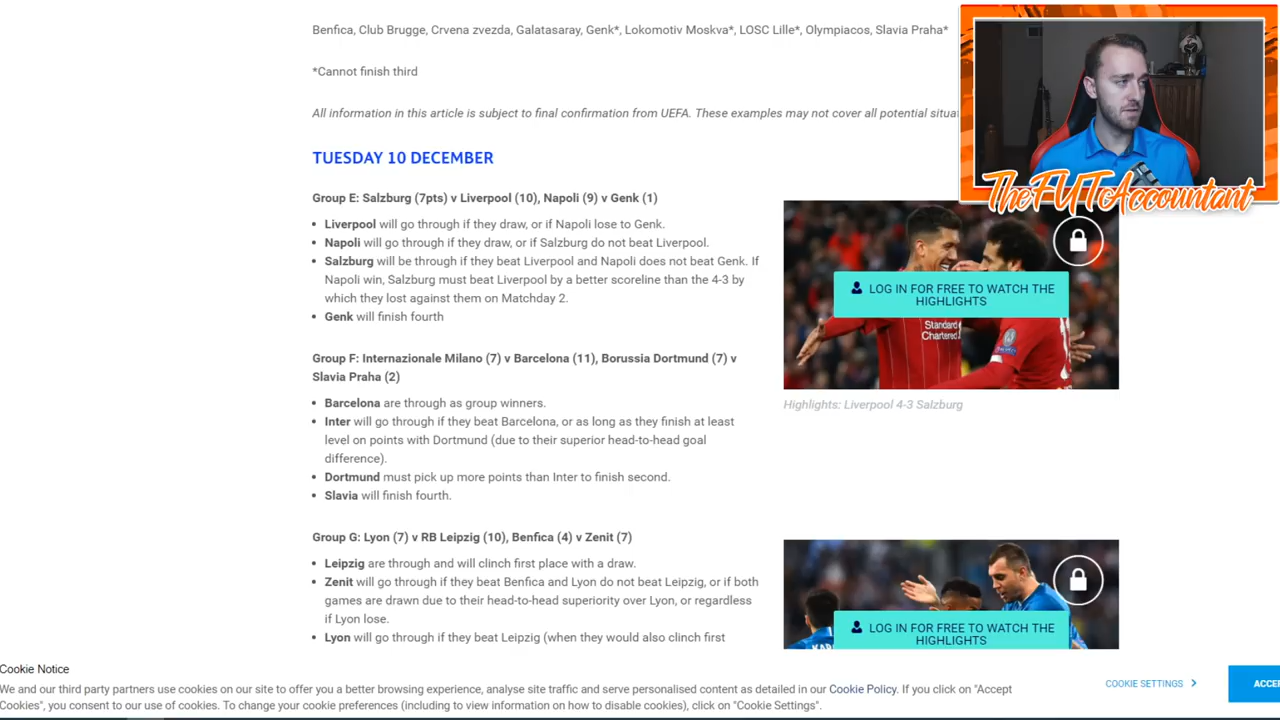 Benfica, Club Brugge, Crvena zvezda, Galatasaray, Genk*, Lokomotiv Moskva*, LOSC Lille*, Olympiacos, Slavia Praha*
*Cannot finish third
All information in this article is subject to final confirmation from UEFA. These examples may not cover all potential
TheFUTAccountant
TUESDAY 10 DECEMBER
Group E: Salzburg (7pts) v Liverpool (10), Napoli (9) v Genk (1)
• Liverpool will go through if they draw, or if Napoli lose to Genk.
• Napoli will go through if they draw, or if Salzburg do not beat Liverpool.
• Salzburg will be through if they beat Liverpool and Napoli does not beat Genk. If
Napoli win, Salzburg must beat Liverpool by a better scoreline than the 4-3 by
which they lost against them on Matchday 2.
• Genk will finish fourth
LOG IN FOR FREE TO WATCH THE
HIGHLIGHTS
Standard
Chartered
Highlights: Liverpool 4-3 Salzburg
Group F: Internazionale Milano (7) v Barcelona (11), Borussia Dortmund (7) v
Slavia Praha (2)
• Barcelona are through as group winners.
• Inter will go through if they beat Barcelona, or as long as they finish at least
level on points with Dortmund (due to their superior head-to-head goal
difference).
• Dortmund must pick up more points than Inter to finish second.
• Slavia will finish fourth.
Group G: Lyon (7) v RB Leipzig (10), Benfica (4) v Zenit (7)
• Leipzig are through and will clinch first place with a draw.
• Zenit will go through if they beat Benfica and Lyon do not beat Leipzig, or if both
games are drawn due to their head-to-head superiority over Lyon, or regardless
if Lyon lose.
• Lyon will go through if they beat Leipzig (when they would also clinch first
LOG IN FOR FREE TO WATCH THE
HIGHLIGHTS
Cookie Notice
We and our third party partners use cookies on our site to offer you a better browsing experience, analyse site traffic and serve personalised content as detailed in our Cookie Policy. If you click on "Accept
Cookies", you consent to our use of cookies. To change your cookie preferences (including to view information on how to disable cookies), click on "Cookie Settings".
COOKIE SETTINGS